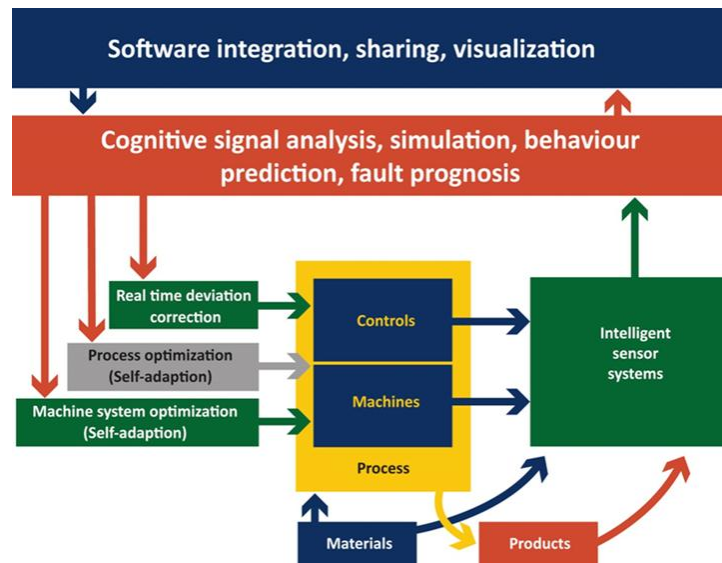 Software integration, sharing, visualization
Cognitive signal analysis, simulation, behaviour
prediction, fault prognosis
Real time deviation
correction
Process optimization
(Self-adaption)
Machine system optimization
(Self-adaption)
Controls
Machines
Process
Intelligent
sensor
systems
Materials
Products